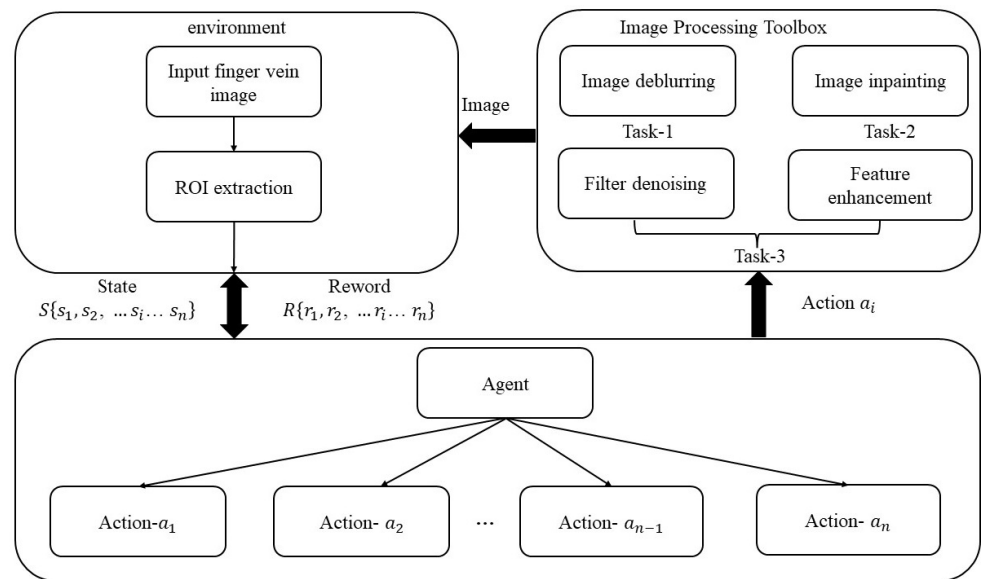 environment
Input finger vein
image
ROI extraction
Image
Image Processing Toolbox
Image deblurring
Image inpainting
Task-1
Task-2
Filter denoising
Feature
enhancement
Task-3
State
S{s₁, s₂, …sᵢ… sₙ}
Reword
R{r₁, r₂, …rᵢ… rₙ}
Action aᵢ
Agent
Action-a₁
Action- a₂
…
Action- aₙ₋₁
Action- aₙ